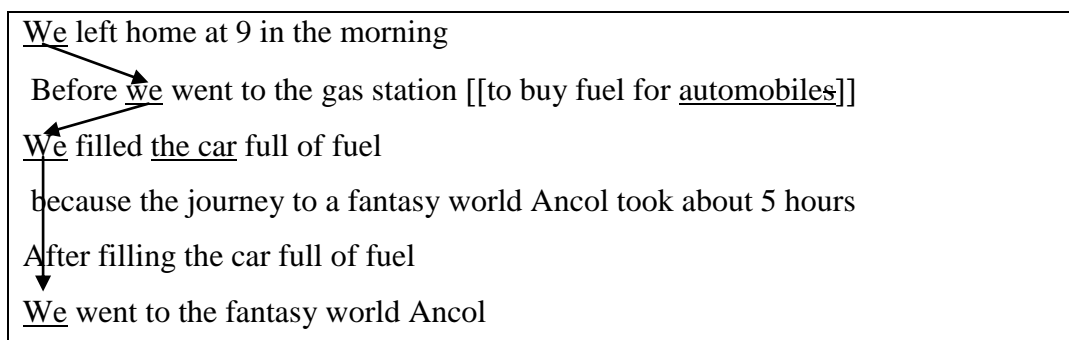 We left home at 9 in the morning
Before we went to the gas station [[to buy fuel for automobiles]]
We filled the car full of fuel
because the journey to a fantasy world Ancol took about 5 hours
After filling the car full of fuel
We went to the fantasy world Ancol